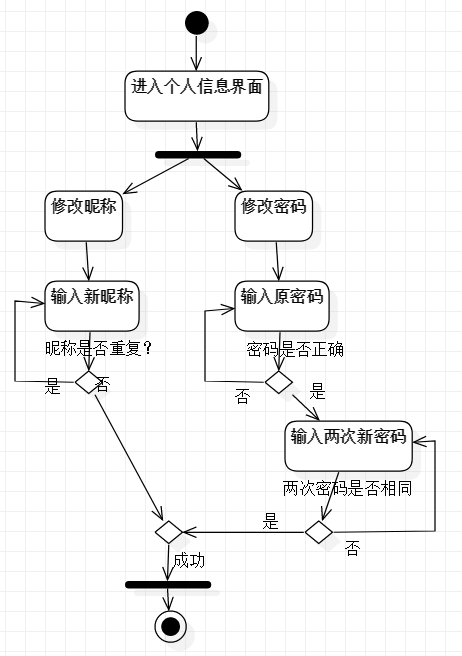 进入个人信息界面
修改昵称
修改密码
输入新昵称
输入原密码
昵称是否重复？
密码是否正确
是
否
否
是
输入两次新密码
两次密码是否相同
是
否
成功